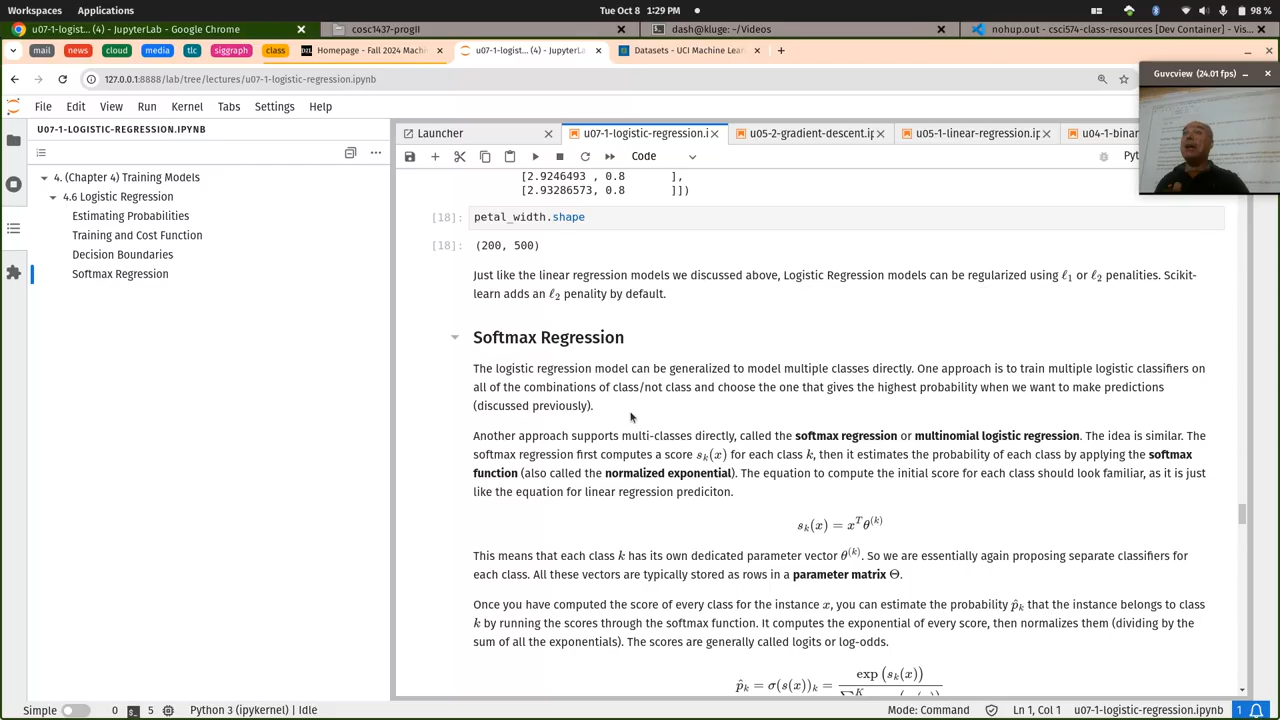 Workspaces Applications Tue Oct 8 1:29 PM 98 %
u07-1-logist... (4) - JupyterLab - Google Chrome cosc1437-progII dash@kluge: ~/Videos nohup.out - csci574-class-resources [Dev Container] - Vis...
mail news cloud media tlc siggraph class Homepage - Fall 2024 Machi u07-1-logist... (4) - JupyterL Datasets - UCI Machine Lea
127.0.0.1:8888/lab/tree/lectures/u07-1-logistic-regression.ipynb
Guvcview (24.01 fps)
File Edit View Run Kernel Tabs Settings Help
U07-1-LOGISTIC-REGRESSION.IPYNB
Launcher u07-1-logistic-regression.i u05-2-gradient-descent.ip u05-1-linear-regression.ip u04-1-binar
Code Pyt
4. (Chapter 4) Training Models
4.6 Logistic Regression
Estimating Probabilities
Training and Cost Function
Decision Boundaries
Softmax Regression
[2.9246493 , 0.8 ],
[2.93286573, 0.8 ]])
[18]: petal_width.shape
[18]: (200, 500)
Just like the linear regression models we discussed above, Logistic Regression models can be regularized using ℓ1 or ℓ2 penalities. Scikit-
learn adds an ℓ2 penality by default.
Softmax Regression
The logistic regression model can be generalized to model multiple classes directly. One approach is to train multiple logistic classifiers on
all of the combinations of class/not class and choose the one that gives the highest probability when we want to make predictions
(discussed previously).
Another approach supports multi-classes directly, called the softmax regression or multinomial logistic regression. The idea is similar. The
softmax regression first computes a score sk(x) for each class k, then it estimates the probability of each class by applying the softmax
function (also called the normalized exponential). The equation to compute the initial score for each class should look familiar, as it is just
like the equation for linear regression prediciton.
sk(x) = x^T θ^(k)
This means that each class k has its own dedicated parameter vector θ^(k). So we are essentially again proposing separate classifiers for
each class. All these vectors are typically stored as rows in a parameter matrix Θ.
Once you have computed the score of every class for the instance x, you can estimate the probability p̂k that the instance belongs to class
k by running the scores through the softmax function. It computes the exponential of every score, then normalizes them (dividing by the
sum of all the exponentials). The scores are generally called logits or log-odds.
p̂k = σ(s(x))k = exp (sk(x))
Simple 0 5 Python 3 (ipykernel) | Idle Mode: Command Ln 1, Col 1 u07-1-logistic-regression.ipynb 1